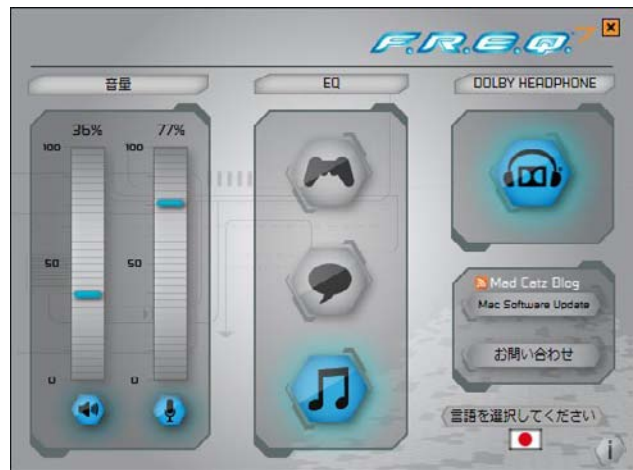 F.R.E.Q.7
音量
EQ
DOLBY HEADPHONE
36%
77%
100
100
50
50
0
0
Mad Catz Blog
Mac Software Update
お問い合わせ
言語を選択してください
i